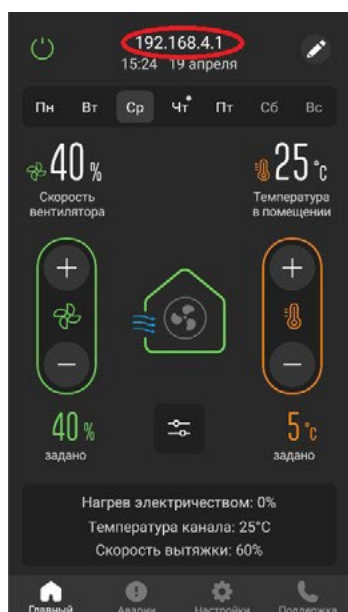 192.168.4.1
15:24 19 апреля
Пн Вт Ср Чт Пт Сб Вс
40 % 25 °C
Скорость вентилятора Температура в помещении
40 % 5 °C
задано задано
Нагрев электричеством: 0%
Температура канала: 25°C
Скорость вытяжки: 60%
Главный Аварии Настройки Поддержка